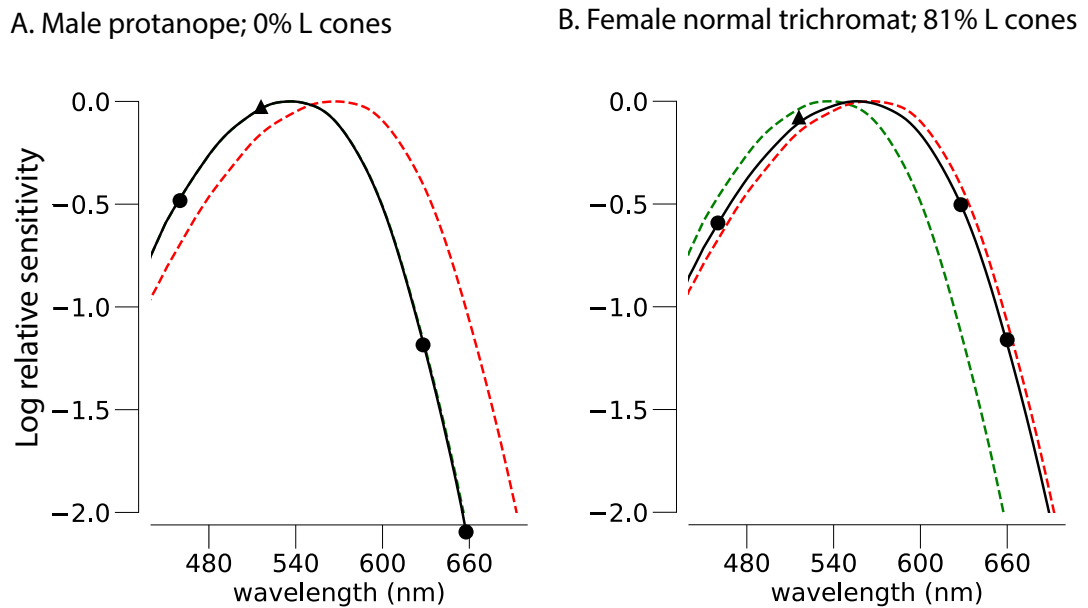 A. Male protanope; 0% L cones
B. Female normal trichromat; 81% L cones
Log relative sensitivity
0.0
−0.5
−1.0
−1.5
−2.0
480 540 600 660
wavelength (nm)
0.0
−0.5
−1.0
−1.5
−2.0
480 540 600 660
wavelength (nm)